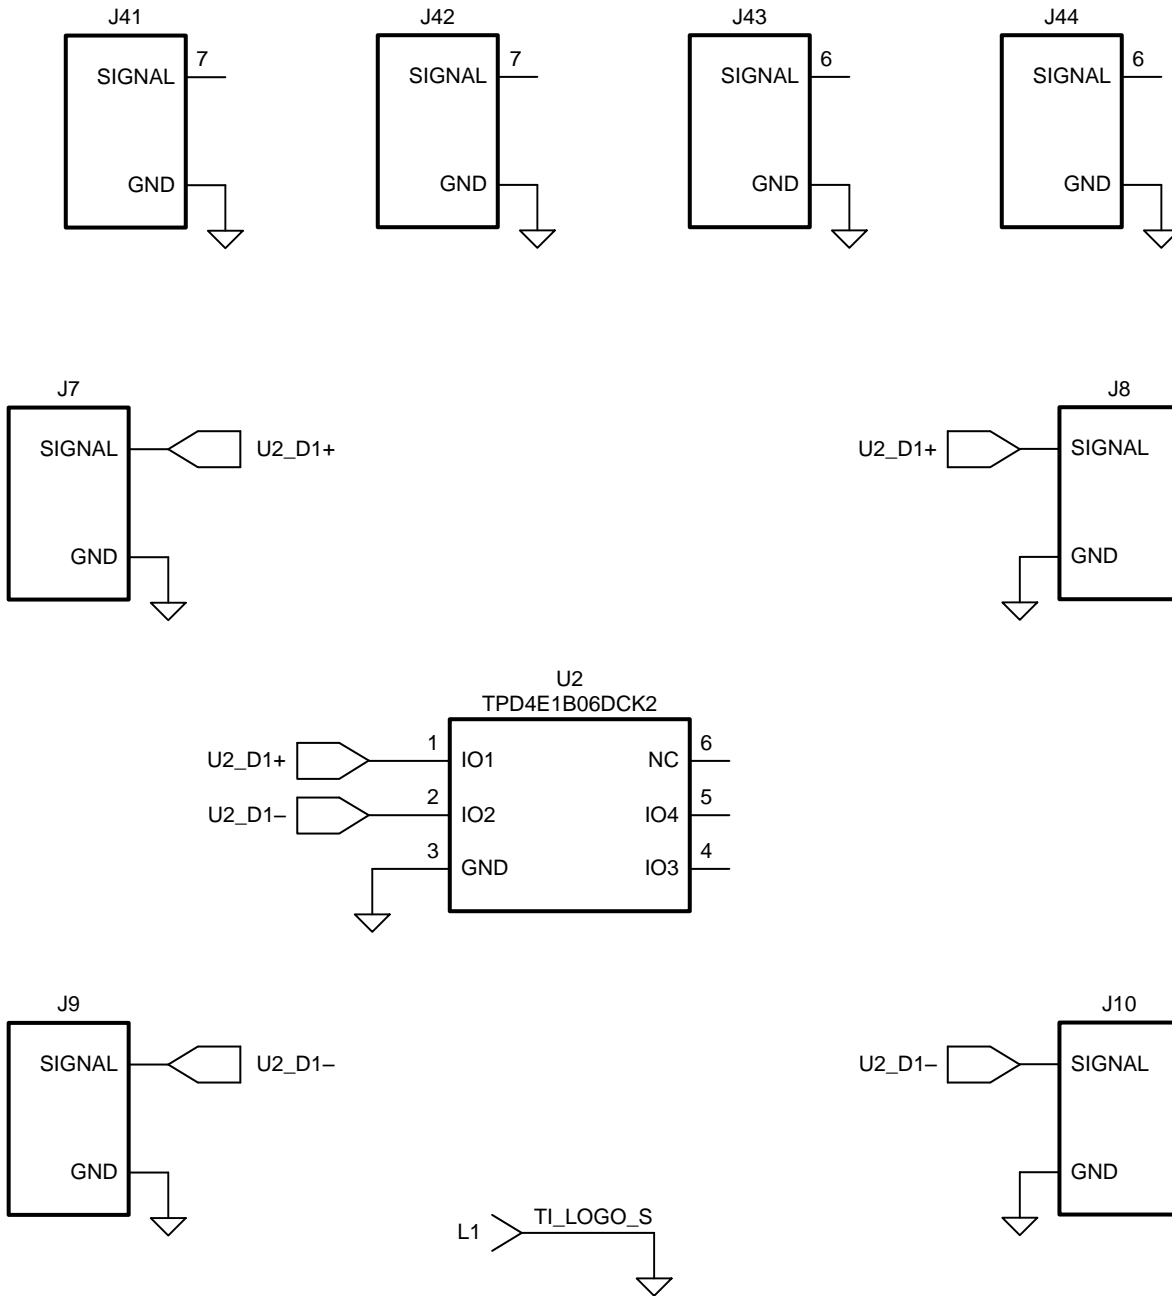 J41
J42
J43
J44
SIGNAL 7
SIGNAL 7
SIGNAL 6
SIGNAL 6
GND
GND
GND
GND
J7
J8
SIGNAL U2_D1+
U2_D1+ SIGNAL
GND
GND
U2
TPD4E1B06DCK2
U2_D1+ 1 IO1 NC 6
U2_D1– 2 IO2 IO4 5
3 GND IO3 4
J9
J10
SIGNAL U2_D1–
U2_D1– SIGNAL
GND
GND
L1 TI_LOGO_S